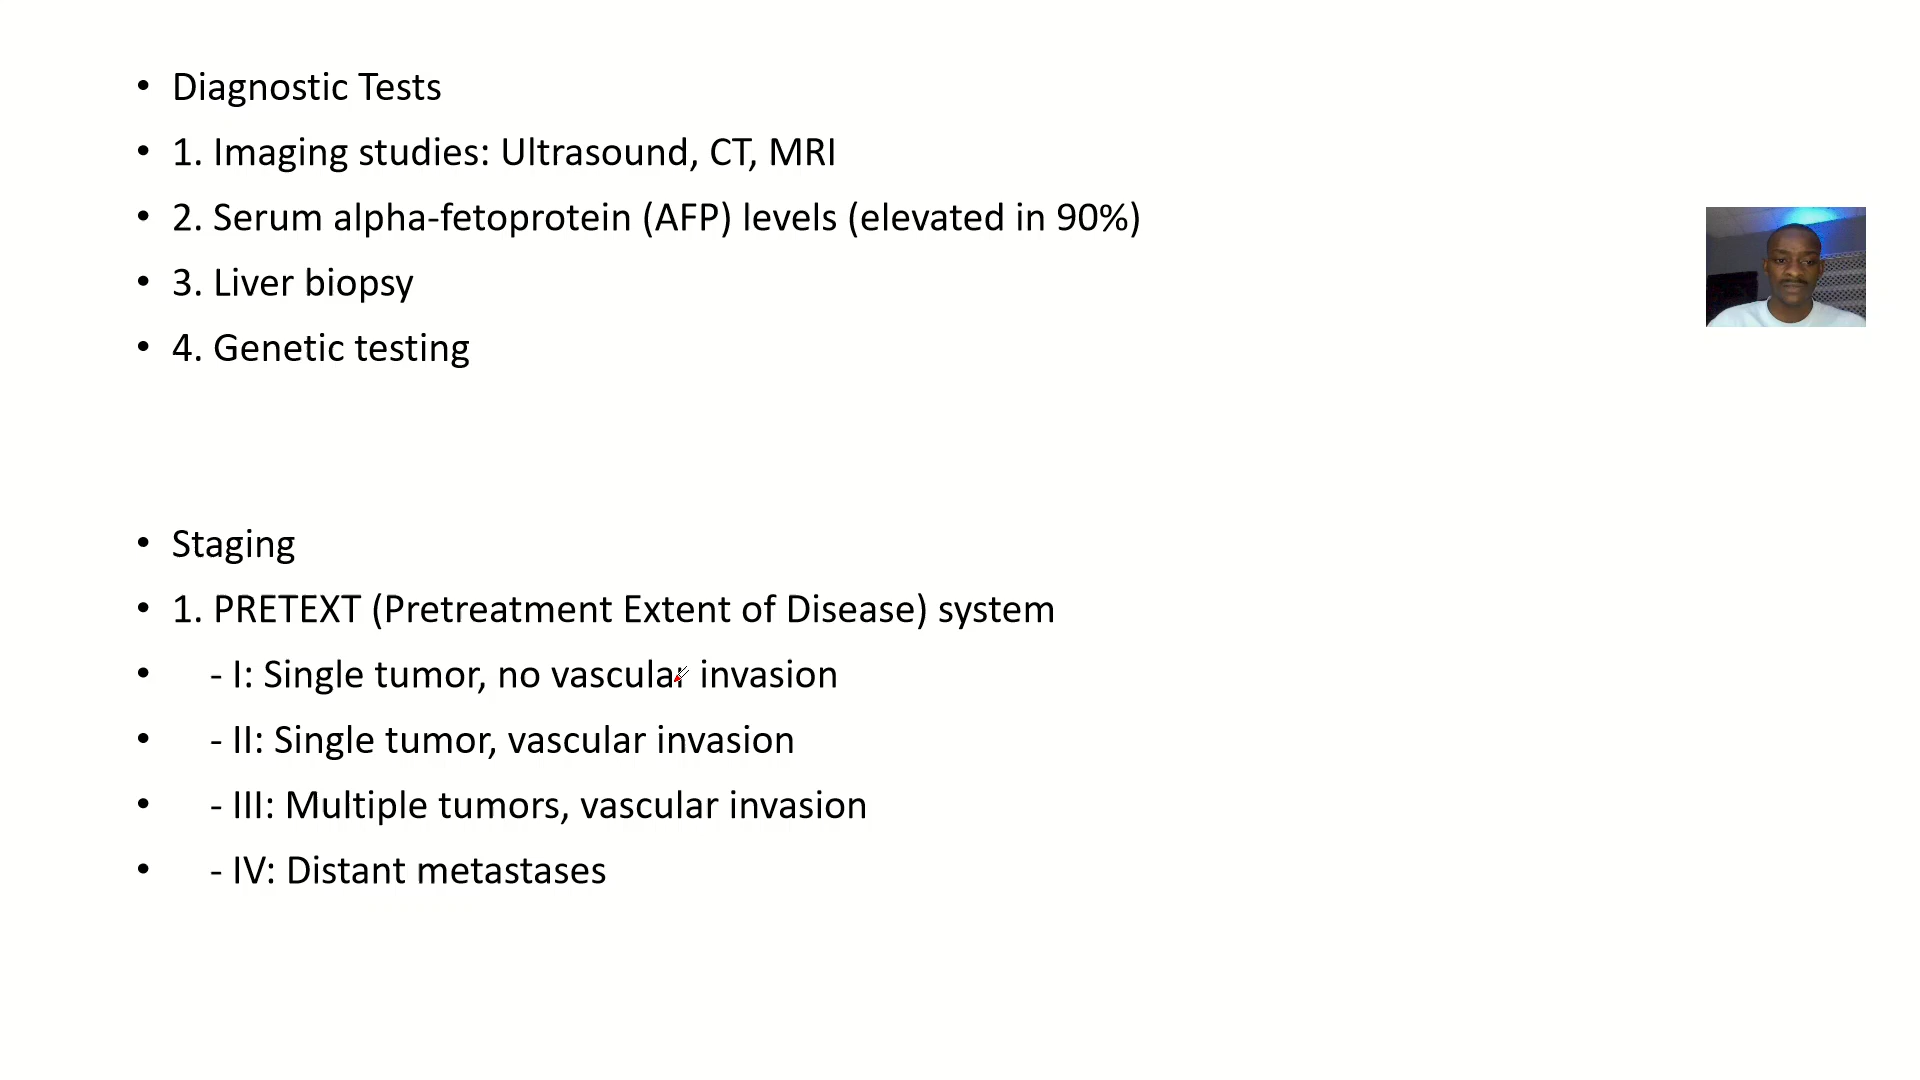 • Diagnostic Tests
• 1. Imaging studies: Ultrasound, CT, MRI
• 2. Serum alpha-fetoprotein (AFP) levels (elevated in 90%)
• 3. Liver biopsy
• 4. Genetic testing
• Staging
• 1. PRETEXT (Pretreatment Extent of Disease) system
• - I: Single tumor, no vascular invasion
• - II: Single tumor, vascular invasion
• - III: Multiple tumors, vascular invasion
• - IV: Distant metastases